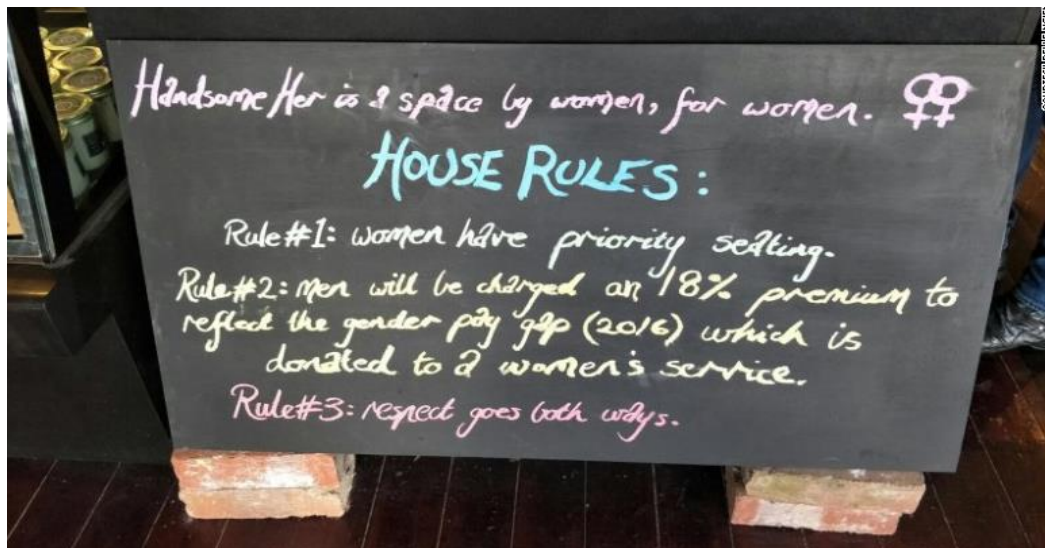 Handsome Her is a space by women, for women.
HOUSE RULES:
Rule#1: women have priority seating.
Rule#2: men will be charged an 18% premium to
reflect the gender pay gap (2016) which is
donated to a women's service.
Rule#3: respect goes both ways.